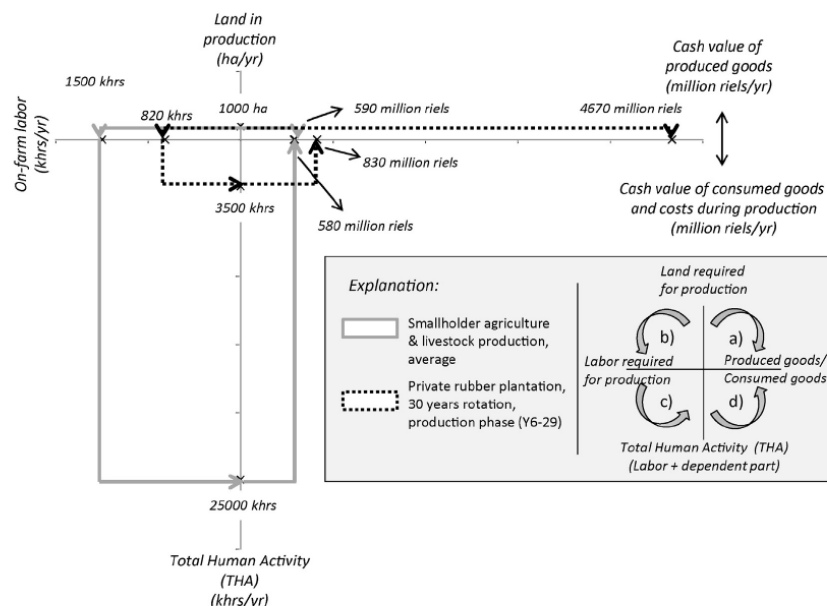 Land in
production
(ha/yr)
1500 khrs
820 khrs
1000 ha
590 million riels
4670 million riels
Cash value of
produced goods
(million riels/yr)
On-farm labor
(khrs/yr)
830 million riels
3500 khrs
580 million riels
Cash value of consumed goods
and costs during production
(million riels/yr)
Explanation:
Smallholder agriculture
& livestock production,
average
Private rubber plantation,
30 years rotation,
production phase (Y6-29)
Land required
for production
b)
a)
Labor required
for production
Produced goods/
Consumed goods
c)
d)
Total Human Activity (THA)
(Labor + dependent part)
25000 khrs
Total Human Activity
(THA)
(khrs/yr)